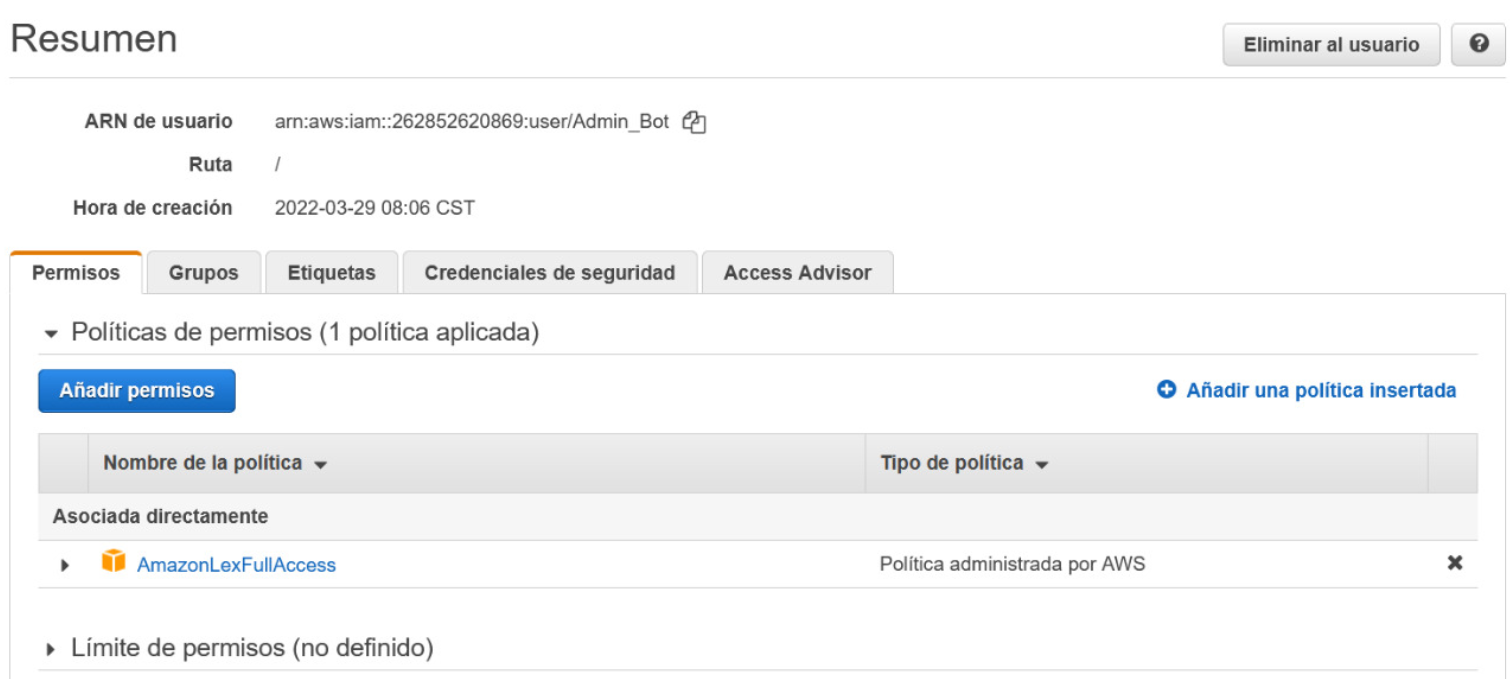 Resumen
Eliminar al usuario
ARN de usuario arn:aws:iam::262852620869:user/Admin_Bot
Ruta /
Hora de creación 2022-03-29 08:06 CST
Permisos Grupos Etiquetas Credenciales de seguridad Access Advisor
Políticas de permisos (1 política aplicada)
Añadir permisos Añadir una política insertada
Nombre de la política Tipo de política
Asociada directamente
AmazonLexFullAccess Política administrada por AWS
Límite de permisos (no definido)